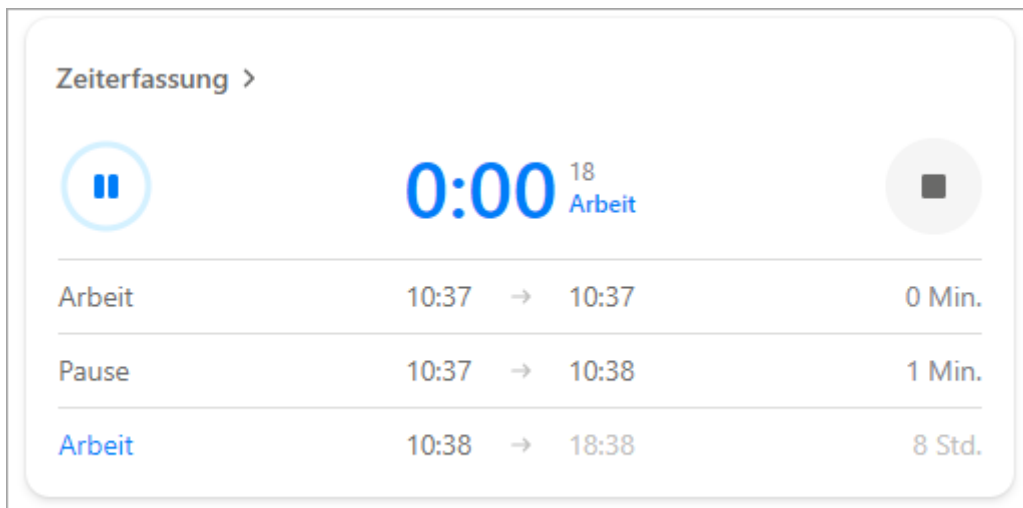 Zeiterfassung >
0:00 18
Arbeit
Arbeit 10:37 → 10:37 0 Min.
Pause 10:37 → 10:38 1 Min.
Arbeit 10:38 → 18:38 8 Std.